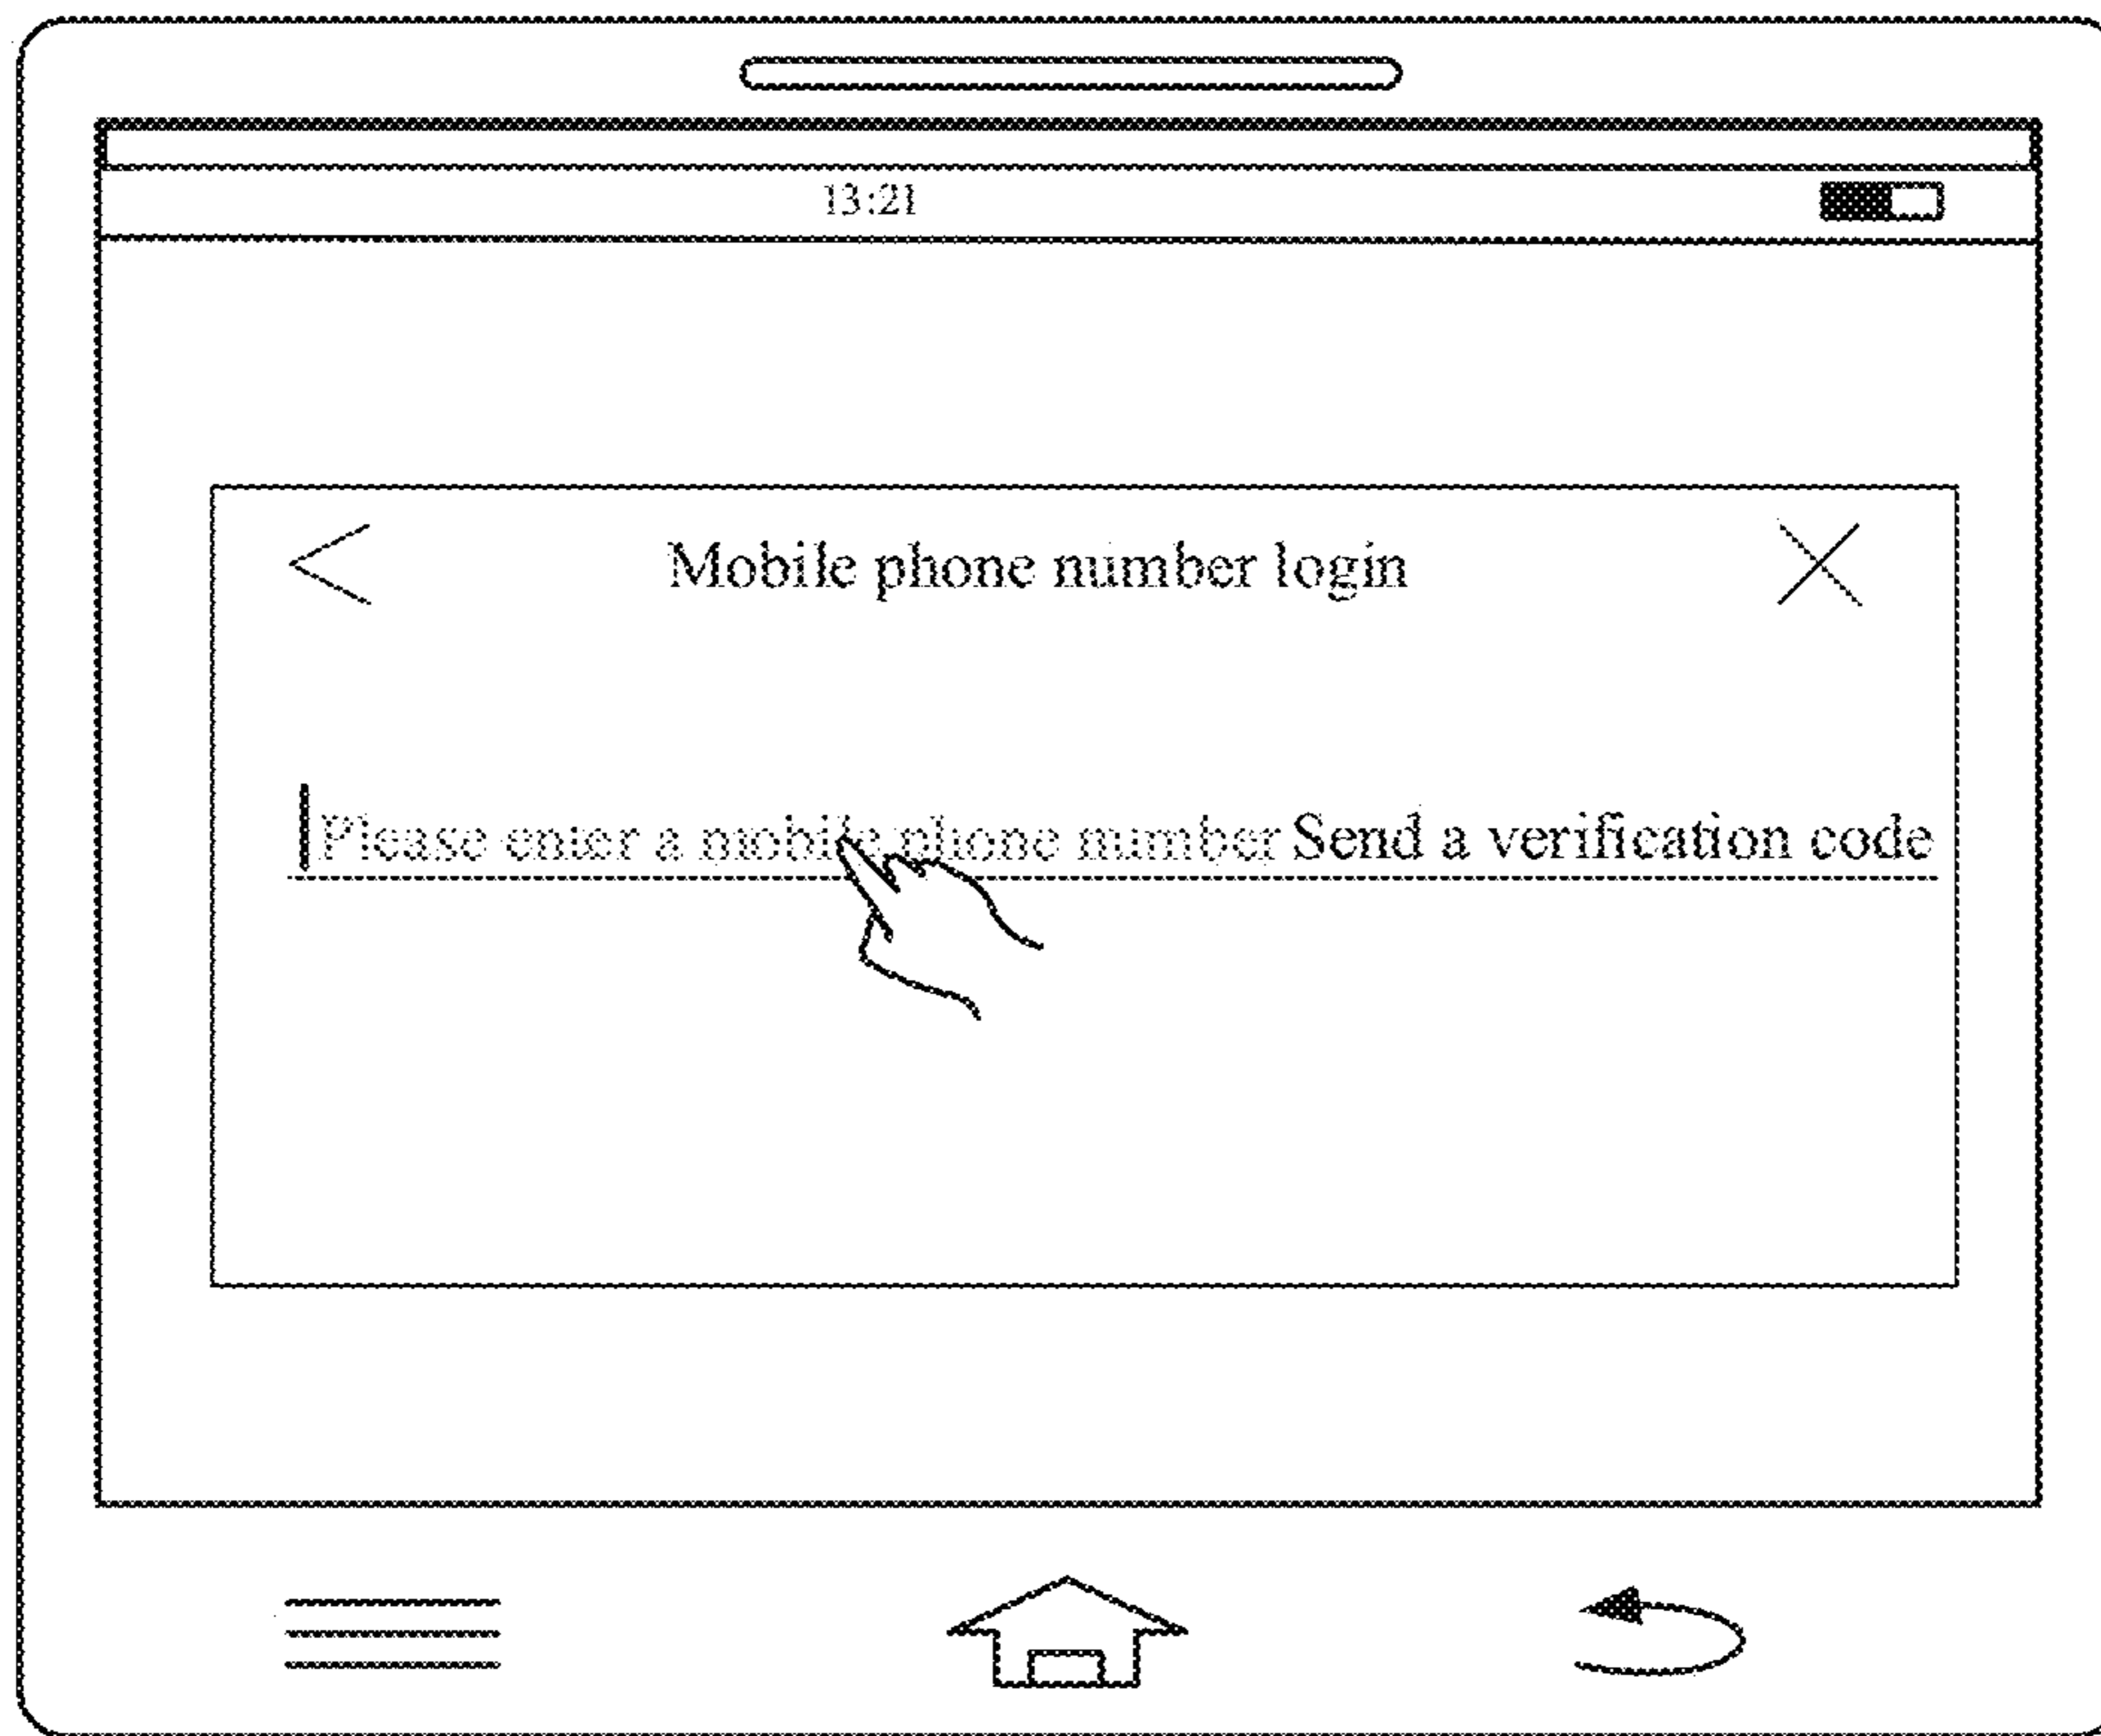 13:21
Mobile phone number login
Please enter a mobile phone number Send a verification code